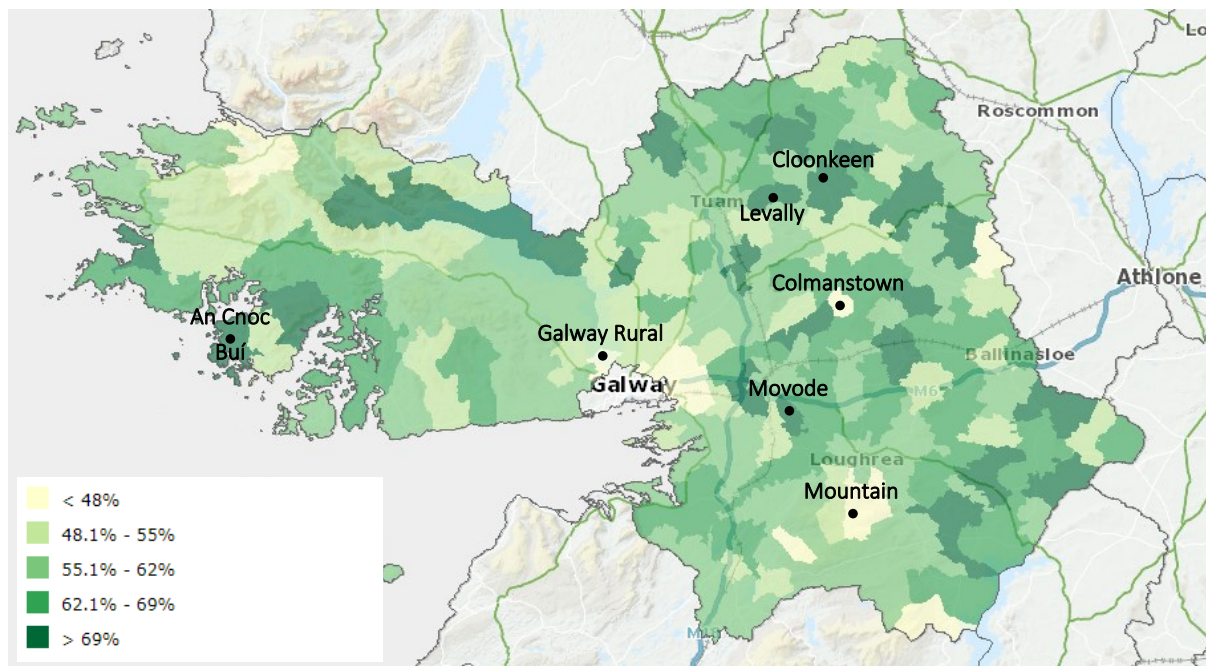 Lo
Roscommon
Cloonkeen
Tuam
Levally
Athlone
Colmanstown
An Cnoc
Buí
Galway Rural
Ballinasloe
Galway
Movode
M6
Loughrea
Mountain
< 48%
48.1% - 55%
55.1% - 62%
62.1% - 69%
> 69%